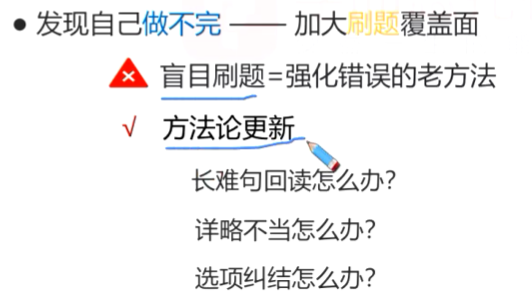 ● 发现自己做不完 —— 加大刷题覆盖面
盲目刷题=强化错误的老方法
√ 方法论更新
长难句回读怎么办?
详略不当怎么办?
选项纠结怎么办?